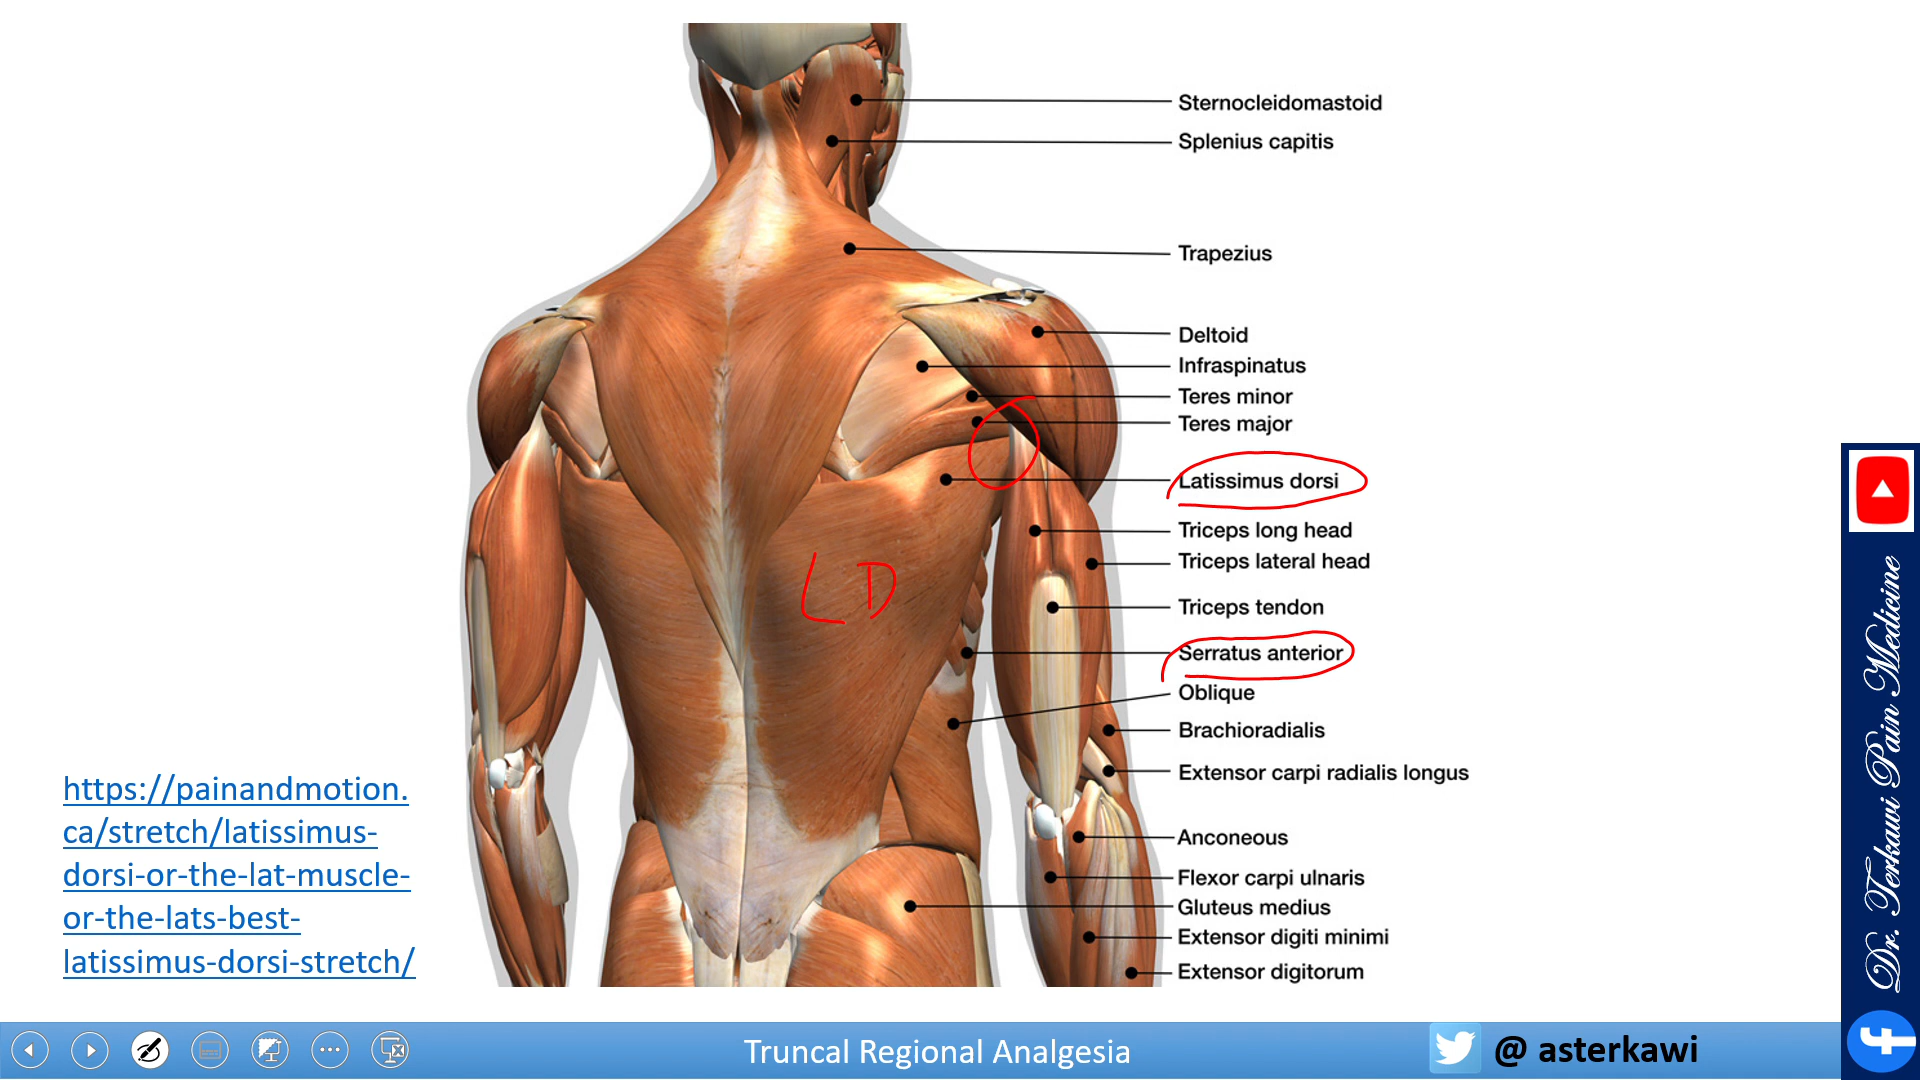 Sternocleidomastoid
Splenius capitis
Trapezius
Deltoid
Infraspinatus
Teres minor
Teres major
Latissimus dorsi
Triceps long head
Triceps lateral head
LD
Triceps tendon
Serratus anterior
Oblique
Brachioradialis
Extensor carpi radialis longus
Anconeous
Flexor carpi ulnaris
Gluteus medius
Extensor digiti minimi
Extensor digitorum
https://painandmotion.
ca/stretch/latissimus-
dorsi-or-the-lat-muscle-
or-the-lats-best-
latissimus-dorsi-stretch/
Dr. Terkawi Pain Medicine
Truncal Regional Analgesia
@ asterkawi